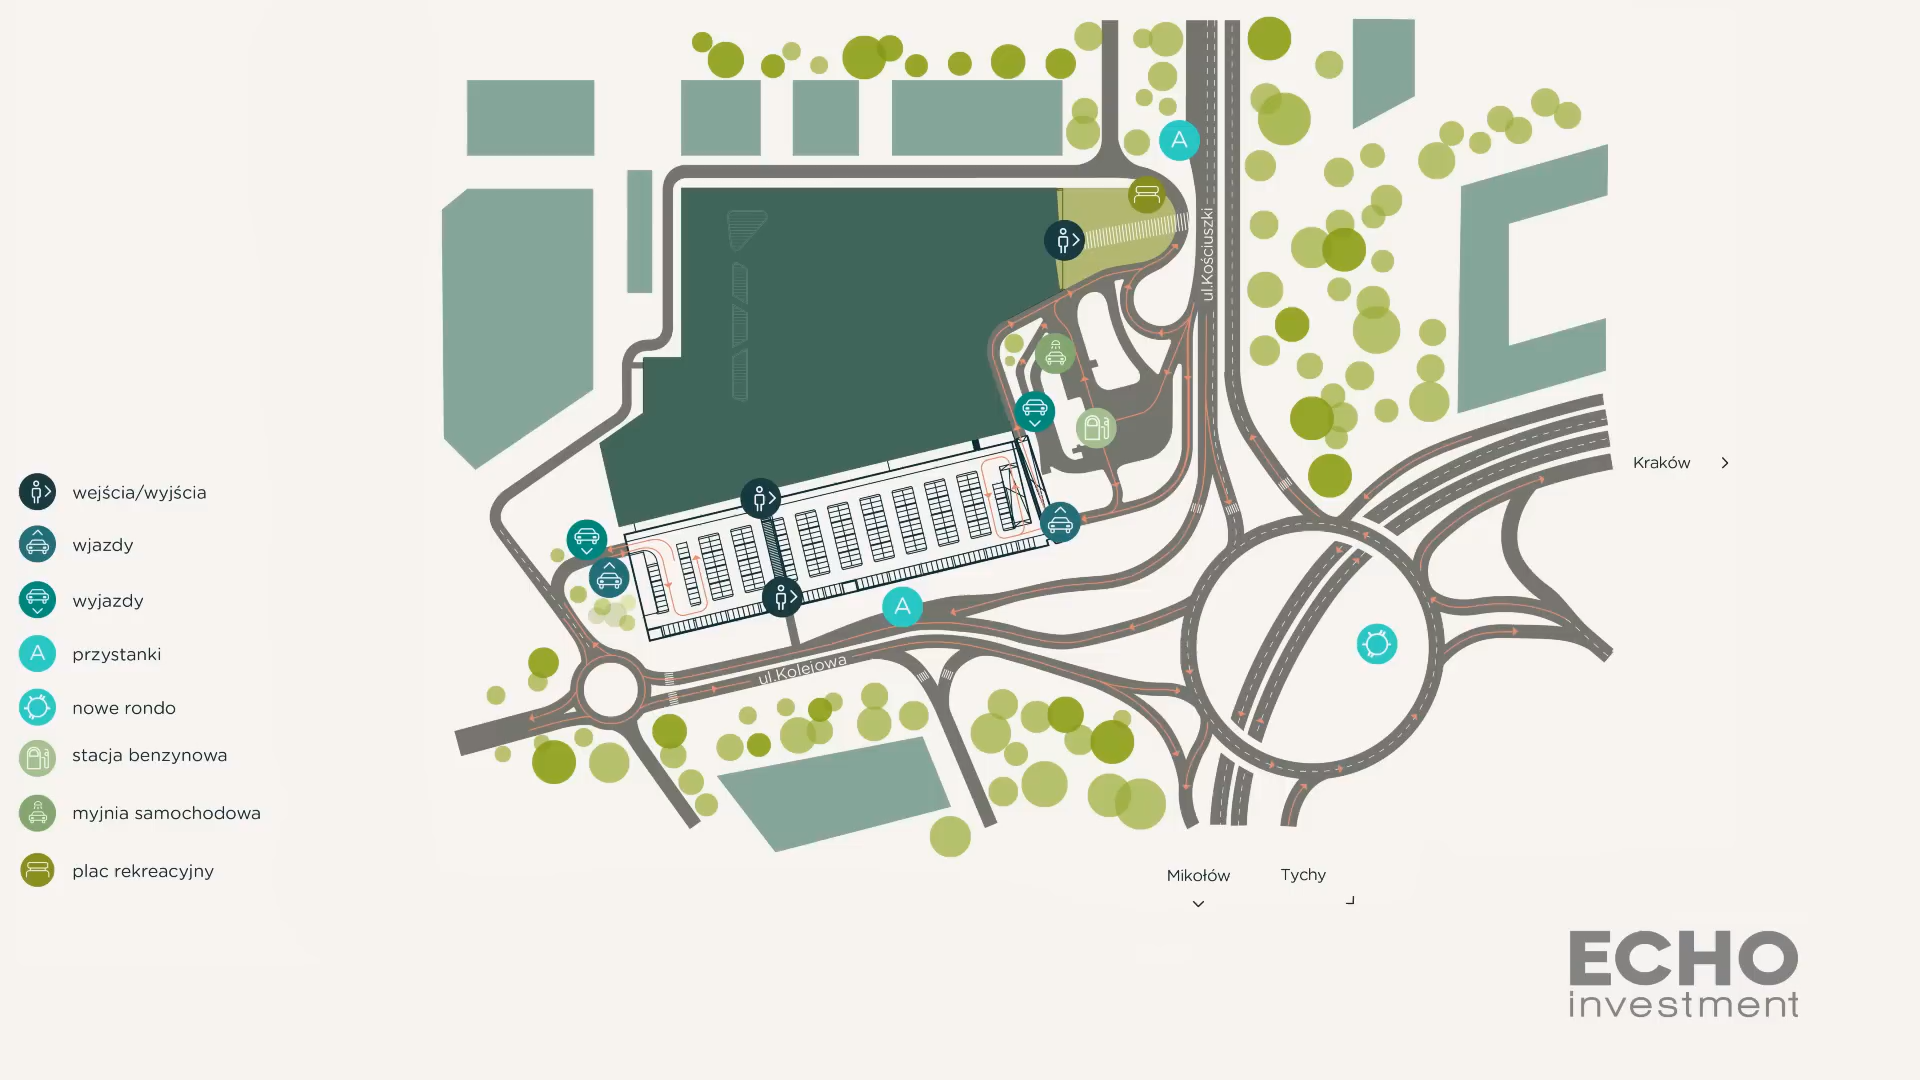 A
ul.Kościuszki
Kraków
wejścia/wyjścia
wjazdy
wyjazdy
A
A przystanki
ul.Kolejowa
nowe rondo
stacja benzynowa
myjnia samochodowa
plac rekreacyjny
Mikołów
Tychy
ECHO
investment